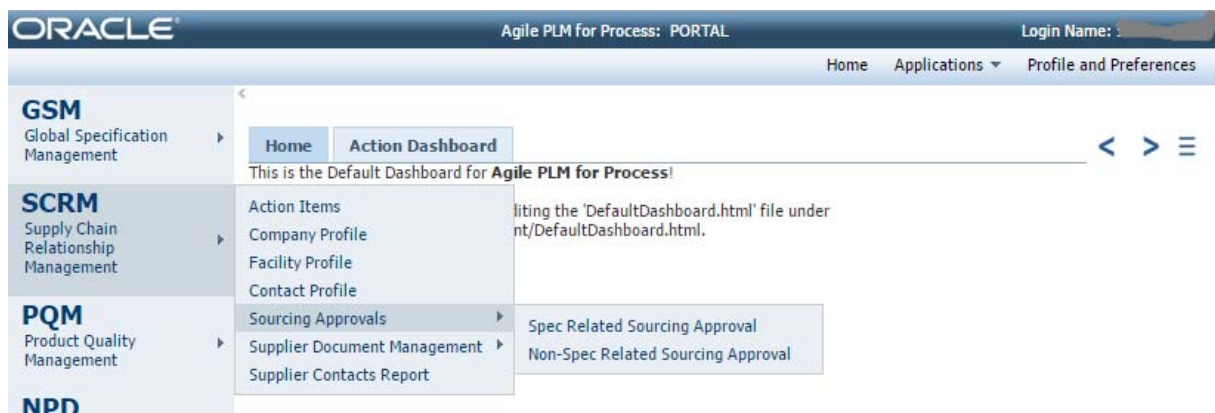 ORACLE
Agile PLM for Process: PORTAL
Login Name:
Home Applications Profile and Preferences
GSM
Global Specification
Management
SCRM
Supply Chain
Relationship
Management
PQM
Product Quality
Management
NPD
Home Action Dashboard
This is the Default Dashboard for Agile PLM for Process!
liting the 'DefaultDashboard.html' file under
nt/DefaultDashboard.html.
Action Items
Company Profile
Facility Profile
Contact Profile
Sourcing Approvals
Supplier Document Management
Supplier Contacts Report
Spec Related Sourcing Approval
Non-Spec Related Sourcing Approval